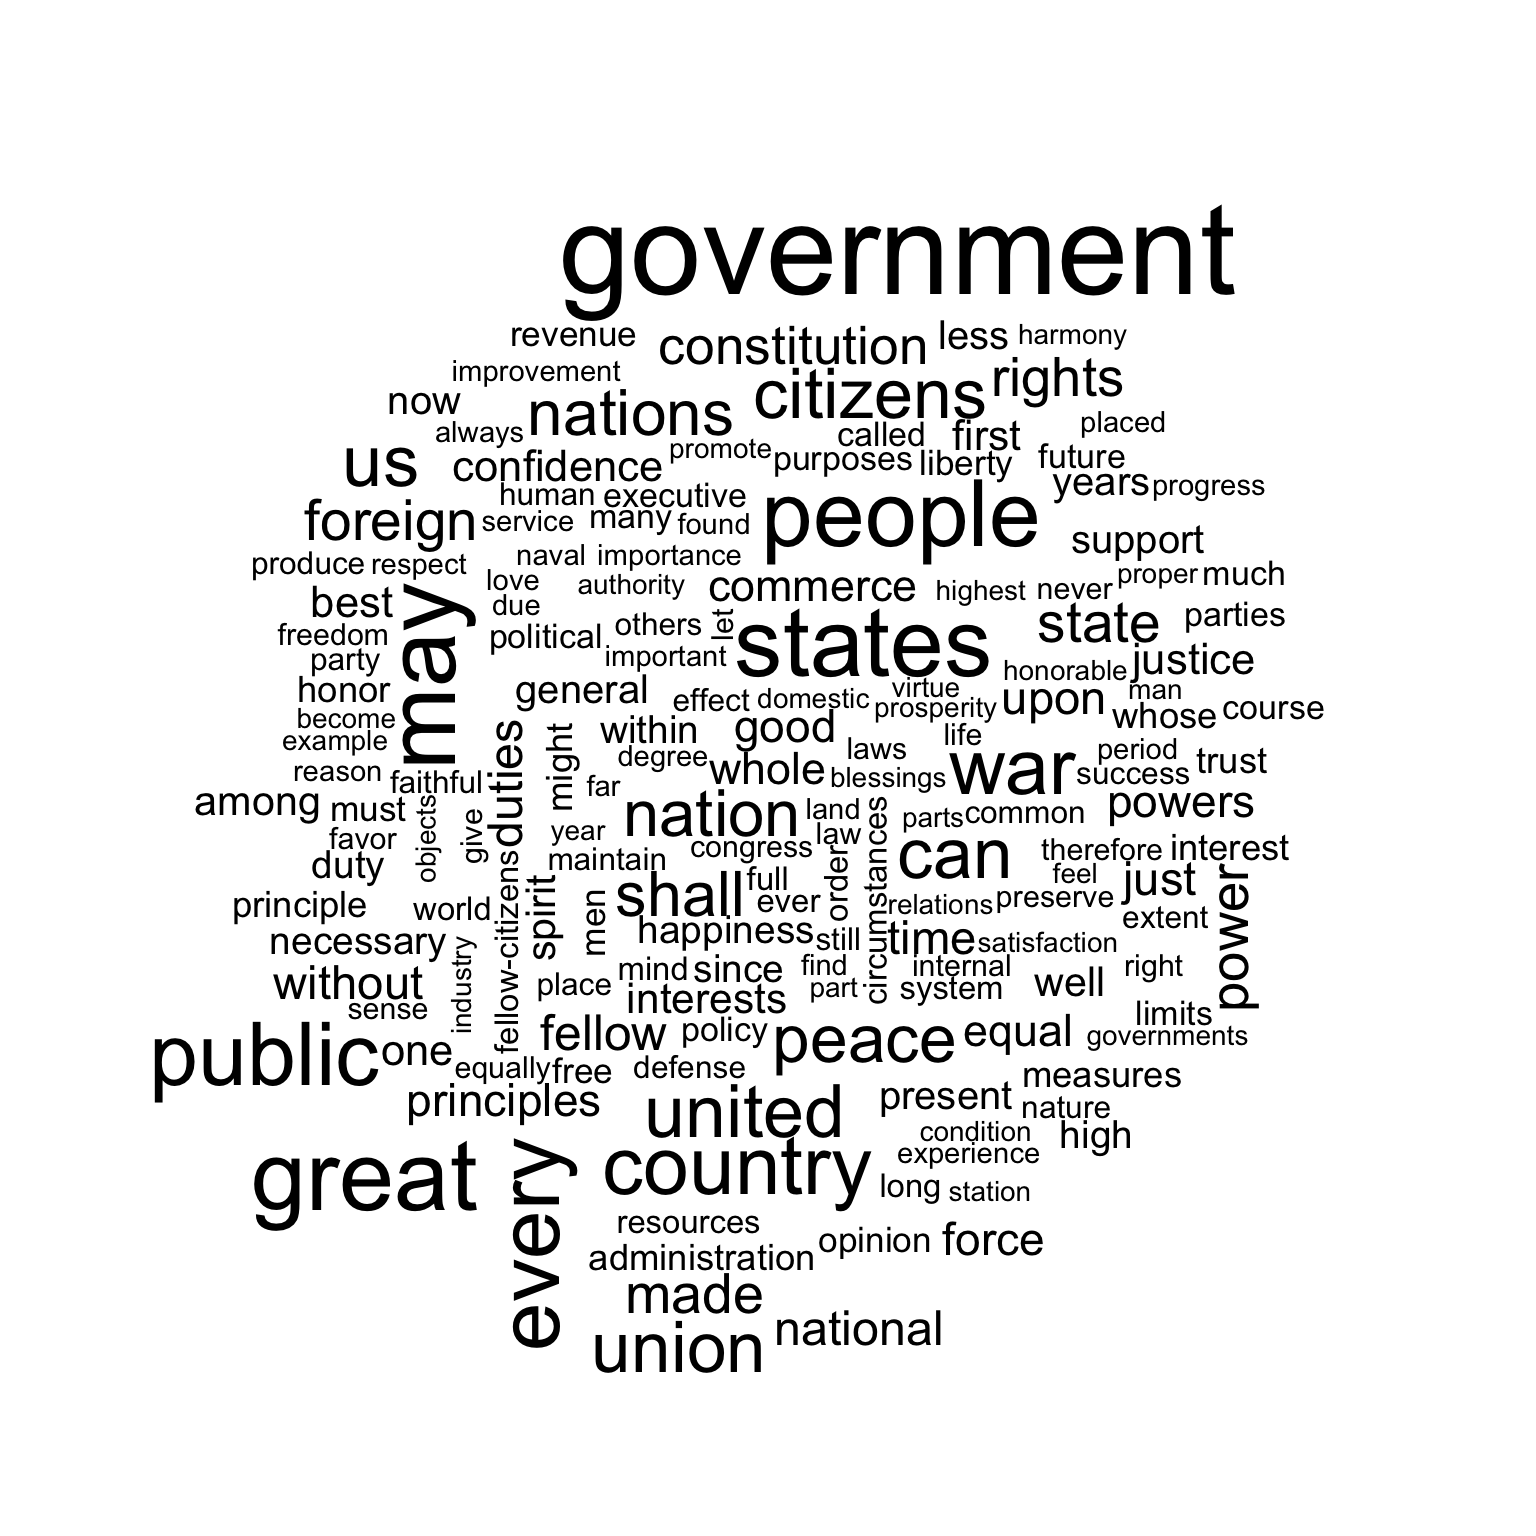 government
revenue constitution less harmony
improvement citizens rights
now nations placed
always called first
us confidence promote purposes liberty future
human executive people years progress
foreign service many found support
produce respect naval importance
love authority commerce highest never proper much
best may due let states state parties
freedom political others
party important honorable justice
honor general effect domestic virtue upon man
become prosperity whose course
example duties might within good life
reason degree whole laws war period trust
faithful far blessings success
among must objects give nation land parts common powers
favor year law circumstances
duty maintain congress order can therefore interest
fellow-citizens spirit men shall full feel just power
principle world ever relations preserve
necessary industry happiness still time satisfaction extent
without place mind since find internal right
sense interests part system well
limits
public one fellow policy peace equal governments
equally free defense measures
principles united present nature
great every country condition high
experience
long station
resources
administration opinion force
made
union national